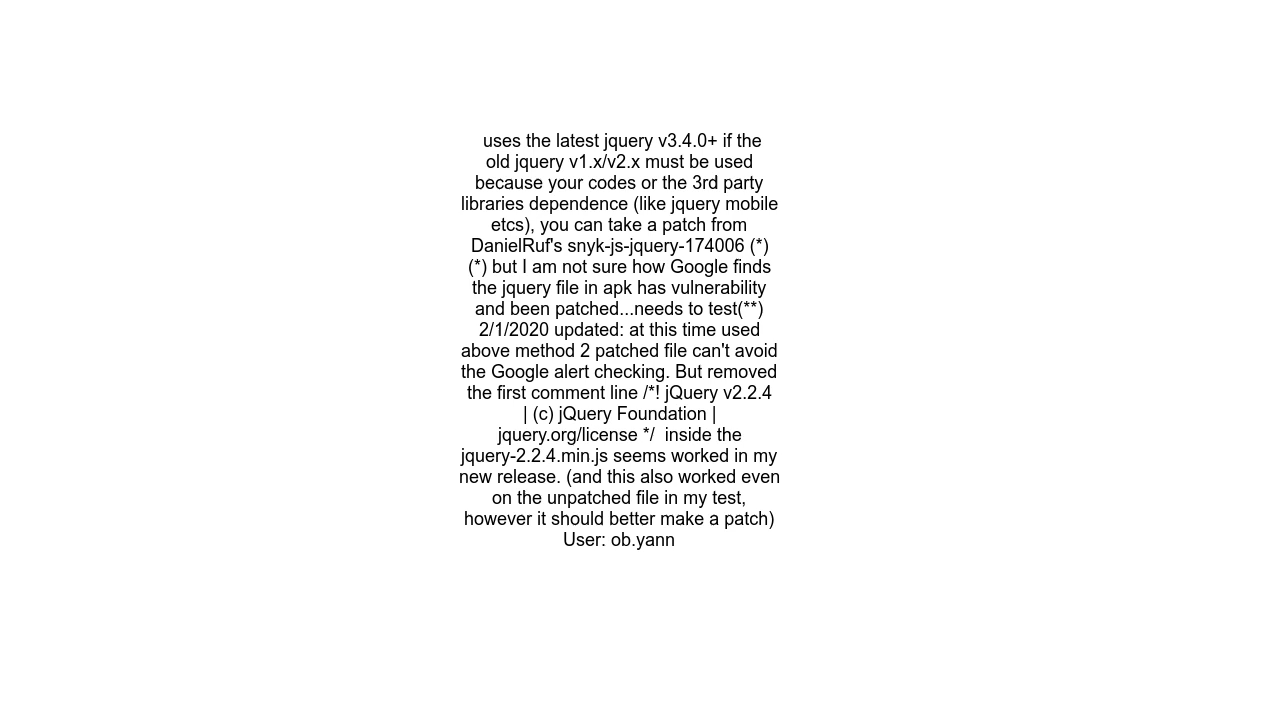 uses the latest jquery v3.4.0+ if the
old jquery v1.x/v2.x must be used
because your codes or the 3rd party
libraries dependence (like jquery mobile
etcs), you can take a patch from
DanielRuf's snyk-js-jquery-174006 (*)
(*) but I am not sure how Google finds
the jquery file in apk has vulnerability
and been patched...needs to test(**)
2/1/2020 updated: at this time used
above method 2 patched file can't avoid
the Google alert checking. But removed
the first comment line /*! jQuery v2.2.4
| (c) jQuery Foundation |
jquery.org/license */  inside the
jquery-2.2.4.min.js seems worked in my
new release. (and this also worked even
on the unpatched file in my test,
however it should better make a patch)
User: ob.yann